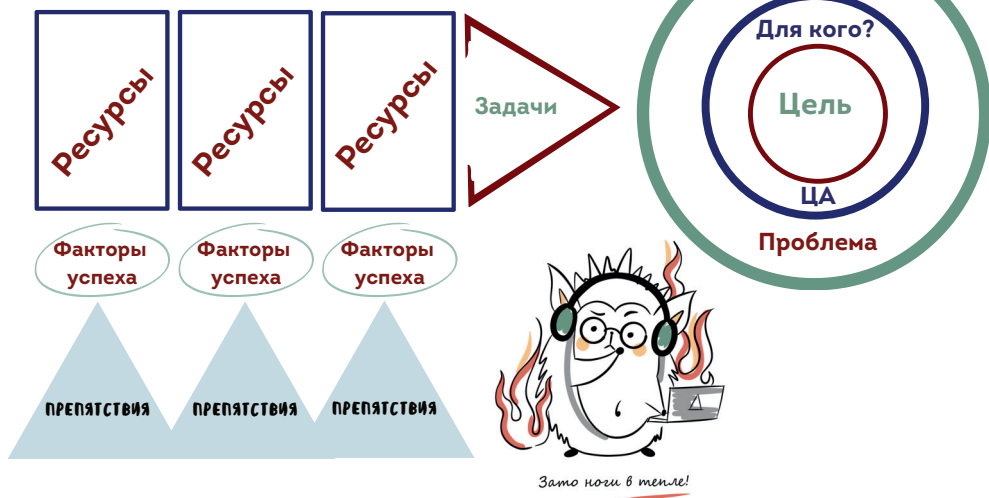 Ресурсы
Ресурсы
Ресурсы
Задачи
Для кого?
Цель
ЦА
Проблема
Факторы
успеха
Факторы
успеха
Факторы
успеха
ПРЕПЯТСТВИЯ
ПРЕПЯТСТВИЯ
ПРЕПЯТСТВИЯ
Зато ноги в тепле!